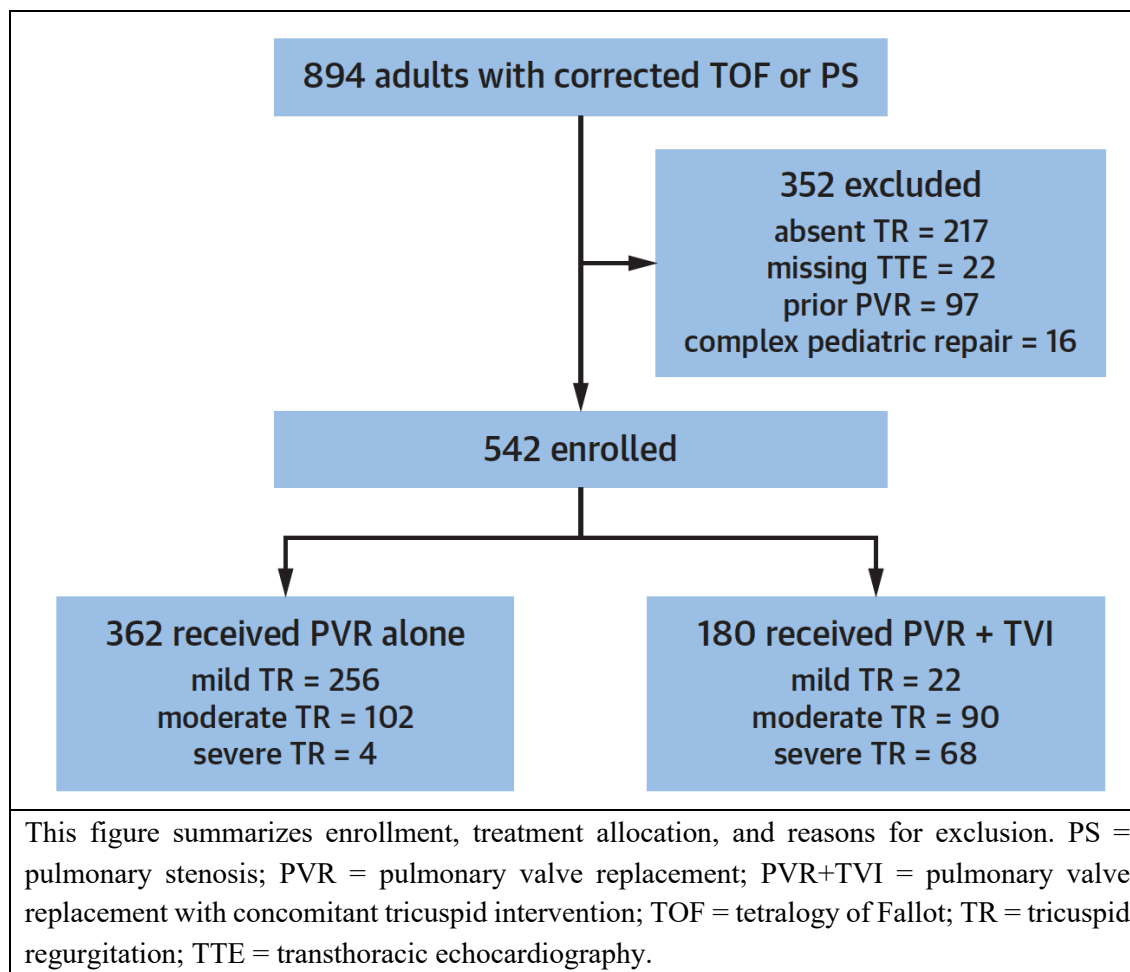 894 adults with corrected TOF or PS
352 excluded
absent TR = 217
missing TTE = 22
prior PVR = 97
complex pediatric repair = 16
542 enrolled
362 received PVR alone
mild TR = 256
moderate TR = 102
severe TR = 4
180 received PVR + TVI
mild TR = 22
moderate TR = 90
severe TR = 68
This figure summarizes enrollment, treatment allocation, and reasons for exclusion. PS =
pulmonary stenosis; PVR = pulmonary valve replacement; PVR+TVI = pulmonary valve
replacement with concomitant tricuspid intervention; TOF = tetralogy of Fallot; TR = tricuspid
regurgitation; TTE = transthoracic echocardiography.